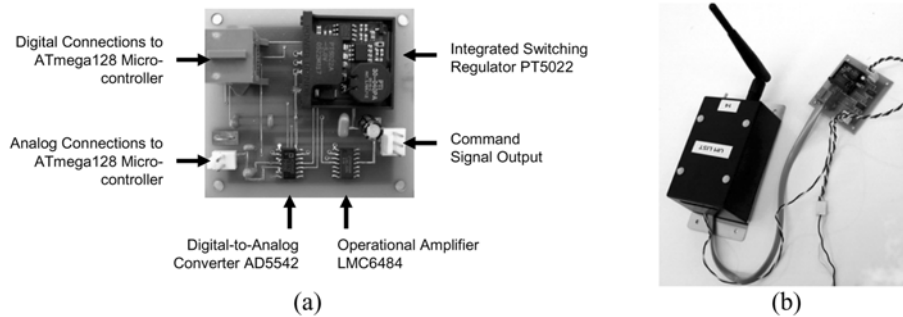 Digital Connections to
ATmega128 Micro-
controller
Analog Connections to
ATmega128 Micro-
controller
Integrated Switching
Regulator PT5022
Command
Signal Output
Digital-to-Analog
Converter AD5542
Operational Amplifier
LMC6484
(a)
(b)